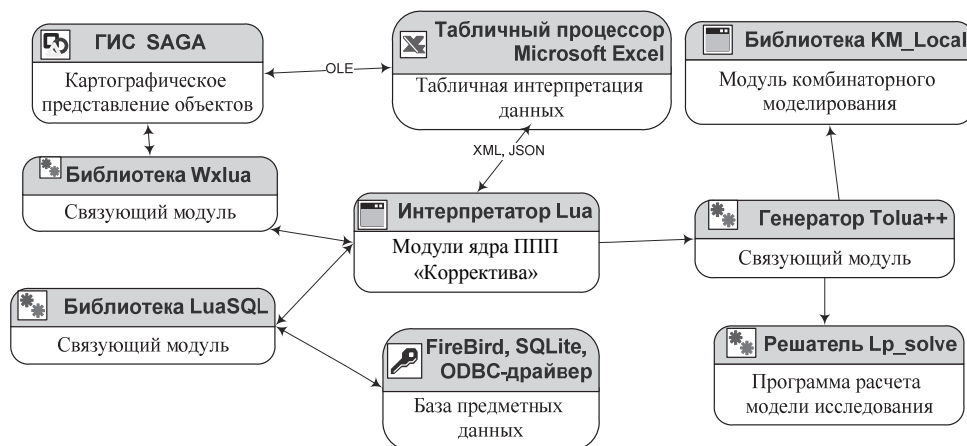 ГИС SAGA
Картографическое
представление объектов
OLE
Табличный процессор
Microsoft Excel
Табличная интерпретация
данных
Библиотека KM_Local
Модуль комбинаторного
моделирования
XML, JSON
Библиотека Wxlua
Связующий модуль
Интерпретатор Lua
Модули ядра ППП
«Корректива»
Генератор Tolua++
Связующий модуль
Библиотека LuaSQL
Связующий модуль
FireBird, SQLite,
ODBC-драйвер
База предметных
данных
Решатель Lp_solve
Программа расчета
модели исследования